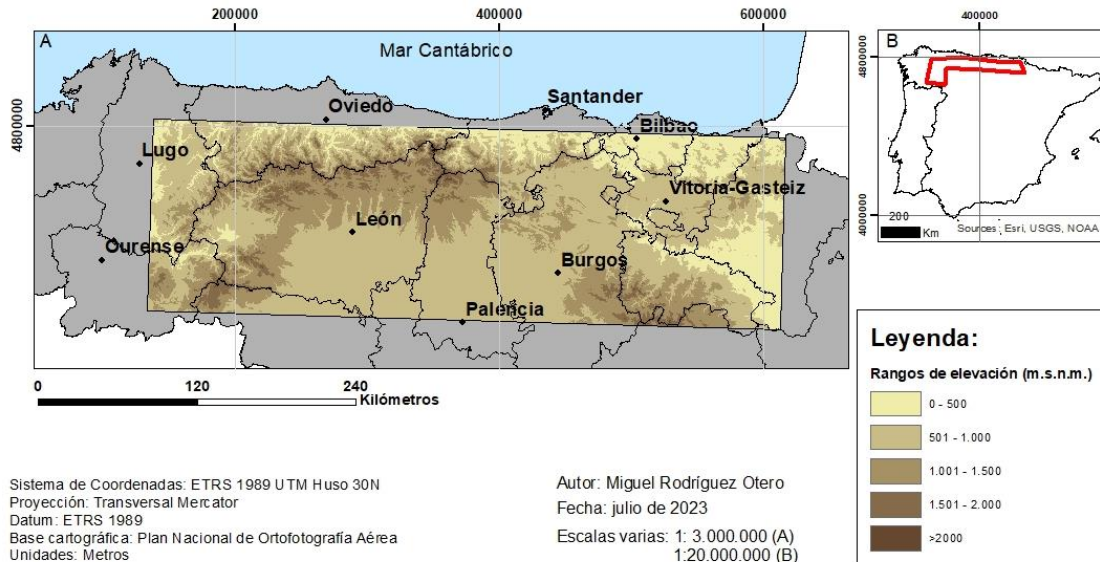 200000
400000
600000
A
Mar Cantábrico
4800000
Oviedo
Santander
Bilbao
Lugo
Vitoria-Gasteiz
León
Ourense
Burgos
Palencia
0
120
240
Kilómetros
400000
B
4800000
4000000
200
Km
Sources: Esri, USGS, NOAA
Leyenda:
Rangos de elevación (m.s.n.m.)
0 - 500
501 - 1.000
1.001 - 1.500
1.501 - 2.000
>2000
Sistema de Coordenadas: ETRS 1989 UTM Huso 30N
Proyección: Transversal Mercator
Datum: ETRS 1989
Base cartográfica: Plan Nacional de Ortofotografía Aérea
Unidades: Metros
Autor: Miguel Rodríguez Otero
Fecha: julio de 2023
Escalas varias: 1: 3.000.000 (A)
1:20.000.000 (B)